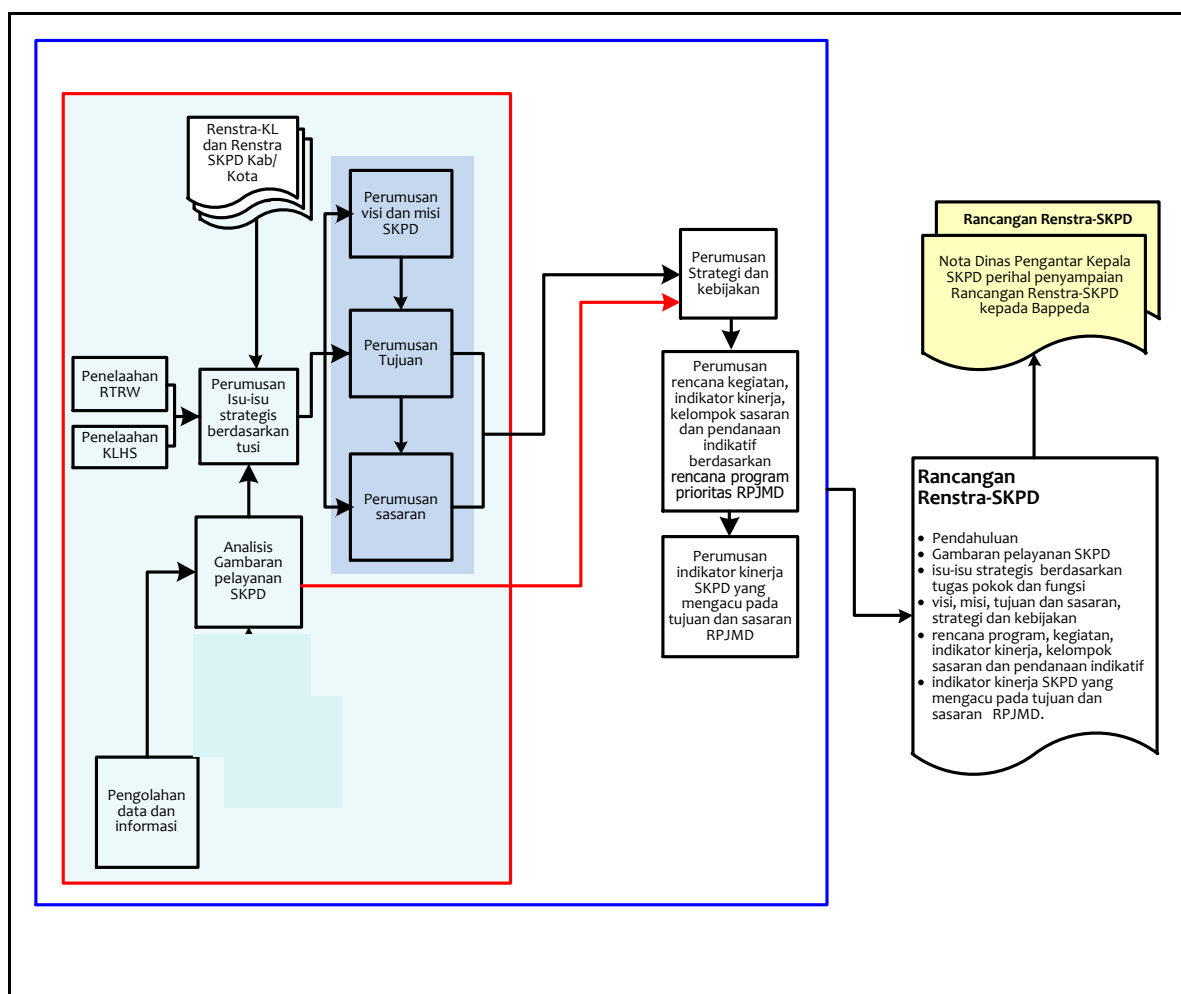 Renstra-KL
dan Renstra
SKPD Kab/
Kota
Perumusan
visi dan misi
SKPD
Perumusan
Tujuan
Perumusan
sasaran
Penelaahan
RTRW
Penelaahan
KLHS
Perumusan
Isu-isu
strategis
berdasarkan
tusi
Analisis
Gambaran
pelayanan
SKPD
Pengolahan
data dan
informasi
Perumusan
Strategi dan
kebijakan
Perumusan
rencana kegiatan,
indikator kinerja,
kelompok sasaran
dan pendanaan
indikatif
berdasarkan
rencana program
prioritas RPJMD
Perumusan
indikator kinerja
SKPD yang
mengacu pada
tujuan dan sasaran
RPJMD
Rancangan Renstra-SKPD
Nota Dinas Pengantar Kepala
SKPD perihal penyampaian
Rancangan Renstra-SKPD
kepada Bappeda
Rancangan
Renstra-SKPD
• Pendahuluan
• Gambaran pelayanan SKPD
• isu-isu strategis berdasarkan
tugas pokok dan fungsi
• visi, misi, tujuan dan sasaran,
strategi dan kebijakan
• rencana program, kegiatan,
indikator kinerja, kelompok
sasaran dan pendanaan indikatif
• indikator kinerja SKPD yang
mengacu pada tujuan dan
sasaran RPJMD.